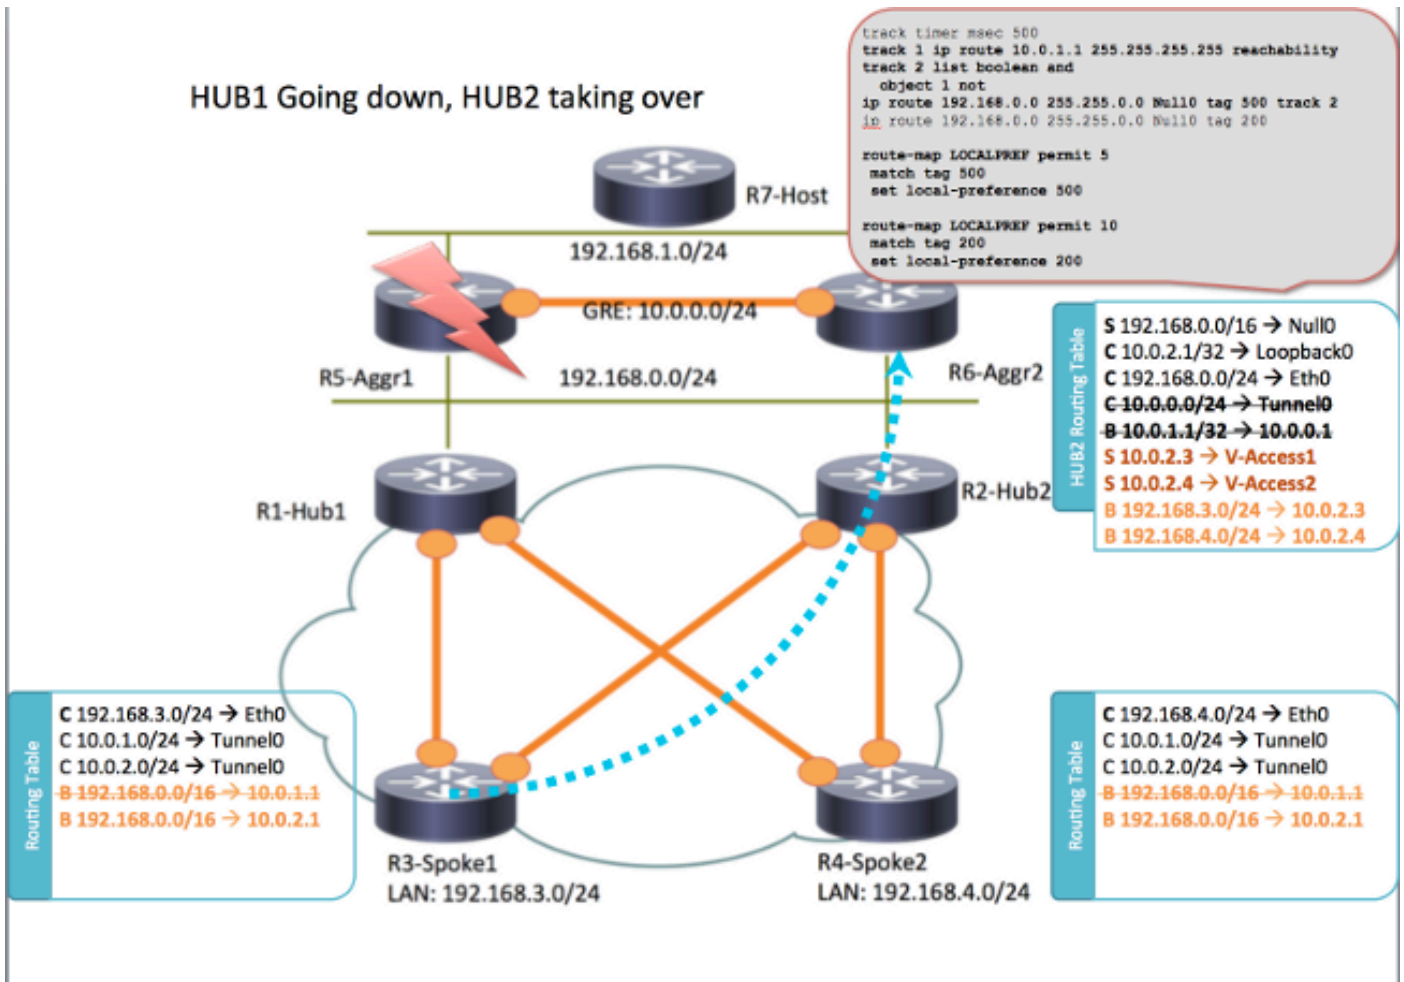 track timer msec 500
track 1 ip route 10.0.1.1 255.255.255.255 reachability
track 2 list boolean and
object 1 not
ip route 192.168.0.0 255.255.0.0 Null0 tag 500 track 2
ip route 192.168.0.0 255.255.0.0 Null0 tag 200
route-map LOCALPREF permit 5
match tag 500
set local-preference 500
route-map LOCALPREF permit 10
match tag 200
set local-preference 200
HUB1 Going down, HUB2 taking over
R7-Host
192.168.1.0/24
GRE: 10.0.0.0/24
R5-Aggr1
192.168.0.0/24
R6-Aggr2
HUB2 Routing Table
S 192.168.0.0/16 → Null0
C 10.0.2.1/32 → Loopback0
C 192.168.0.0/24 → Eth0
C 10.0.0.0/24 → Tunnel0
B 10.0.1.1/32 → 10.0.0.1
S 10.0.2.3 → V-Access1
S 10.0.2.4 → V-Access2
B 192.168.3.0/24 → 10.0.2.3
B 192.168.4.0/24 → 10.0.2.4
R1-Hub1
R2-Hub2
Routing Table
C 192.168.3.0/24 → Eth0
C 10.0.1.0/24 → Tunnel0
C 10.0.2.0/24 → Tunnel0
B 192.168.0.0/16 → 10.0.1.1
B 192.168.0.0/16 → 10.0.2.1
R3-Spoke1
LAN: 192.168.3.0/24
R4-Spoke2
LAN: 192.168.4.0/24
Routing Table
C 192.168.4.0/24 → Eth0
C 10.0.1.0/24 → Tunnel0
C 10.0.2.0/24 → Tunnel0
B 192.168.0.0/16 → 10.0.1.1
B 192.168.0.0/16 → 10.0.2.1